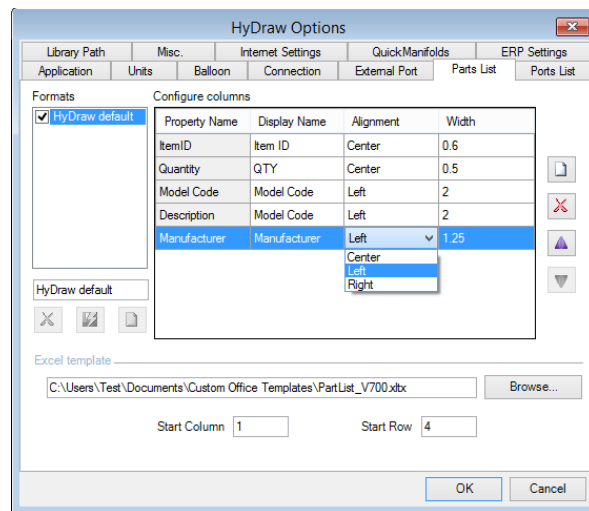 HyDraw Options
Library Path Misc. Internet Settings QuickManifolds ERP Settings
Application Units Balloon Connection External Port Parts List Ports List
Formats Configure columns
HyDraw default
Property Name Display Name Alignment Width
ItemID Item ID Center 0.6
Quantity QTY Center 0.5
Model Code Model Code Left 2
Description Model Code Left 2
Manufacturer Manufacturer Left 1.25
Center
Left
Right
HyDraw default
Excel template
C:\Users\Test\Documents\Custom Office Templates\PartList_V700.xltx Browse...
Start Column 1 Start Row 4
OK Cancel